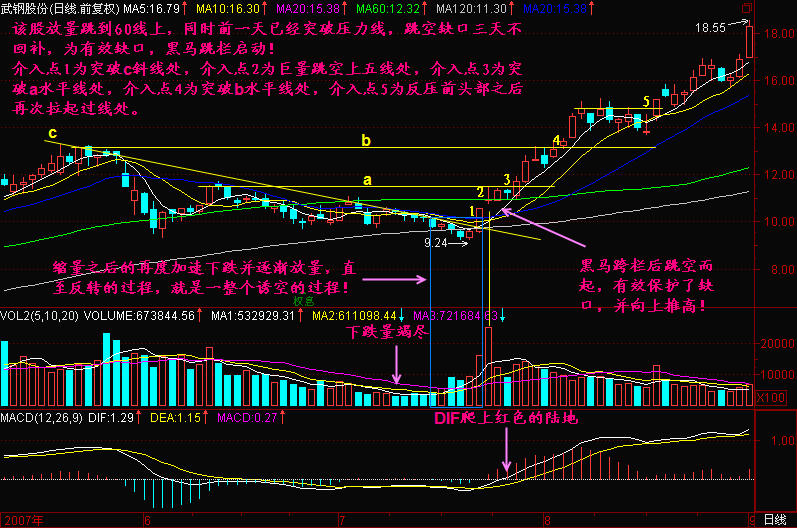 武钢股份(日线.前复权) MA5:16.79↑ MA10:16.30↑ MA20:15.38↑ MA60:12.32↑ MA120:11.30↑ MA20:15.38↑
该股放量跳到60线上，同时前一天已经突破压力线，跳空缺口三天不
回补，为有效缺口，黑马跳栏启动！
介入点1为突破c斜线处，介入点2为巨量跳空上五线处，介入点3为突
破a水平线处，介入点4为突破b水平线处，介入点5为反压前头部之后
再次拉起过线处。
18.55
18.00
16.00
14.00
12.00
10.00
8.00
c
b
a
1
2
3
4
5
9.24
缩量之后的再度加速下跌并逐渐放量，直
至反转的过程，就是一整个诱空的过程！
黑马跨栏后跳空而
起，有效保护了缺
口，并向上推高！
权息
VOL2(5,10,20) VOLUME:673844.56↑ MA1:532929.31↑ MA2:611098.44↓ MA3:721684.63↓
下跌量竭尽
20000
10000
X100
MACD(12,26,9) DIF:1.29↑ DEA:1.15↑ MACD:0.27↑
DIF爬上红色的陆地
1.00
2007年
6
7
8
9
日线